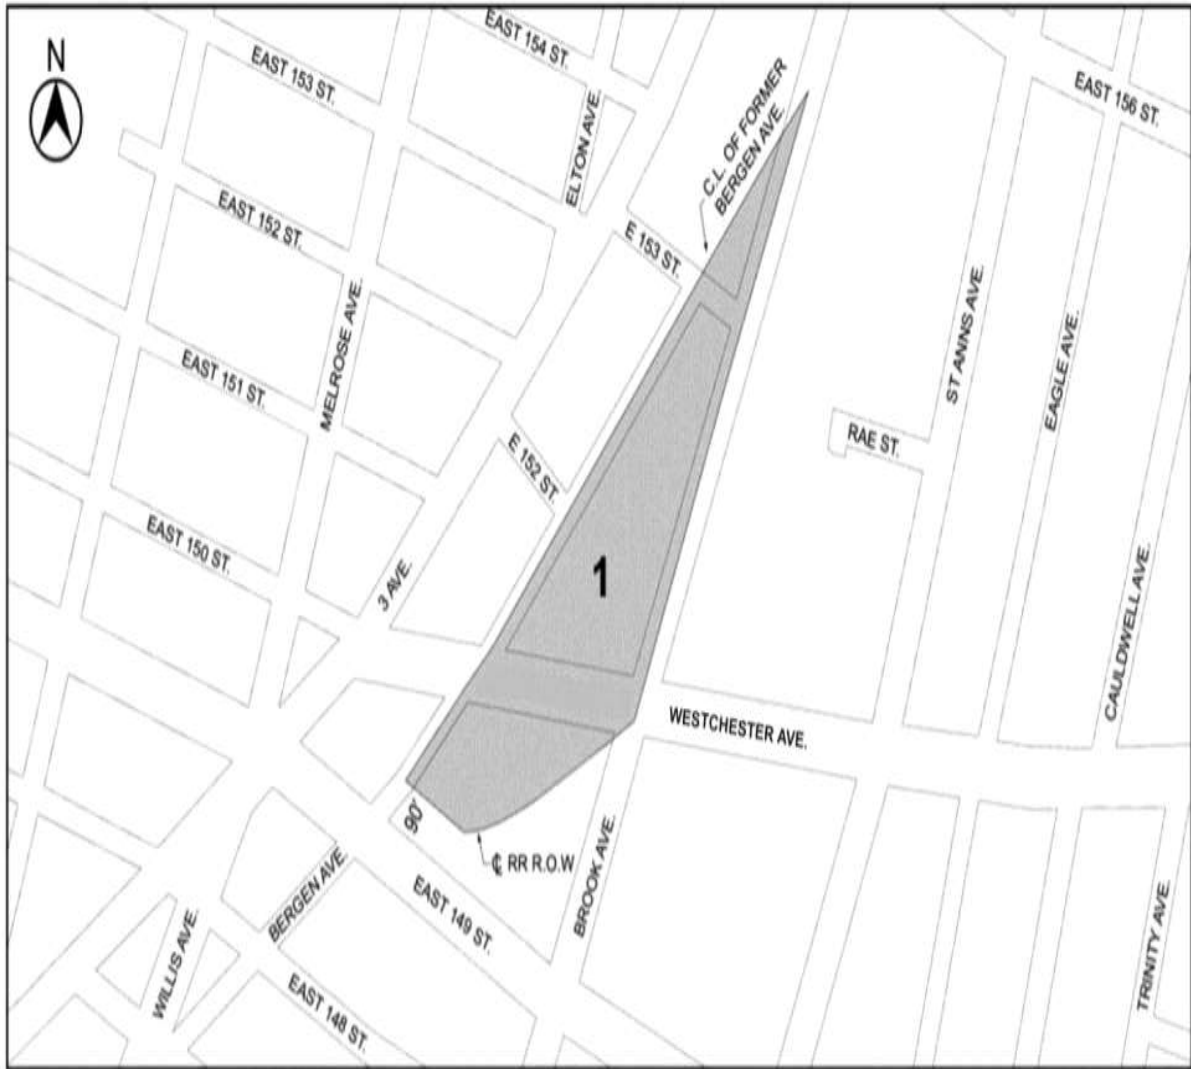 N
EAST 153 ST.
EAST 154 ST.
ELTON AVE.
C.L. OF FORMER
BERGEN AVE.
EAST 156 ST.
EAST 152 ST.
E 153 ST.
MELROSE AVE.
ST ANNS AVE.
EAGLE AVE.
EAST 151 ST.
RAE ST.
E 152 ST.
EAST 150 ST.
3 AVE.
1
CAULDWELL AVE.
WESTCHESTER AVE.
90'
℄ RR R.O.W
BROOK AVE.
BERGEN AVE.
EAST 149 ST.
WILLIS AVE.
EAST 148 ST.
TRINITY AVE.